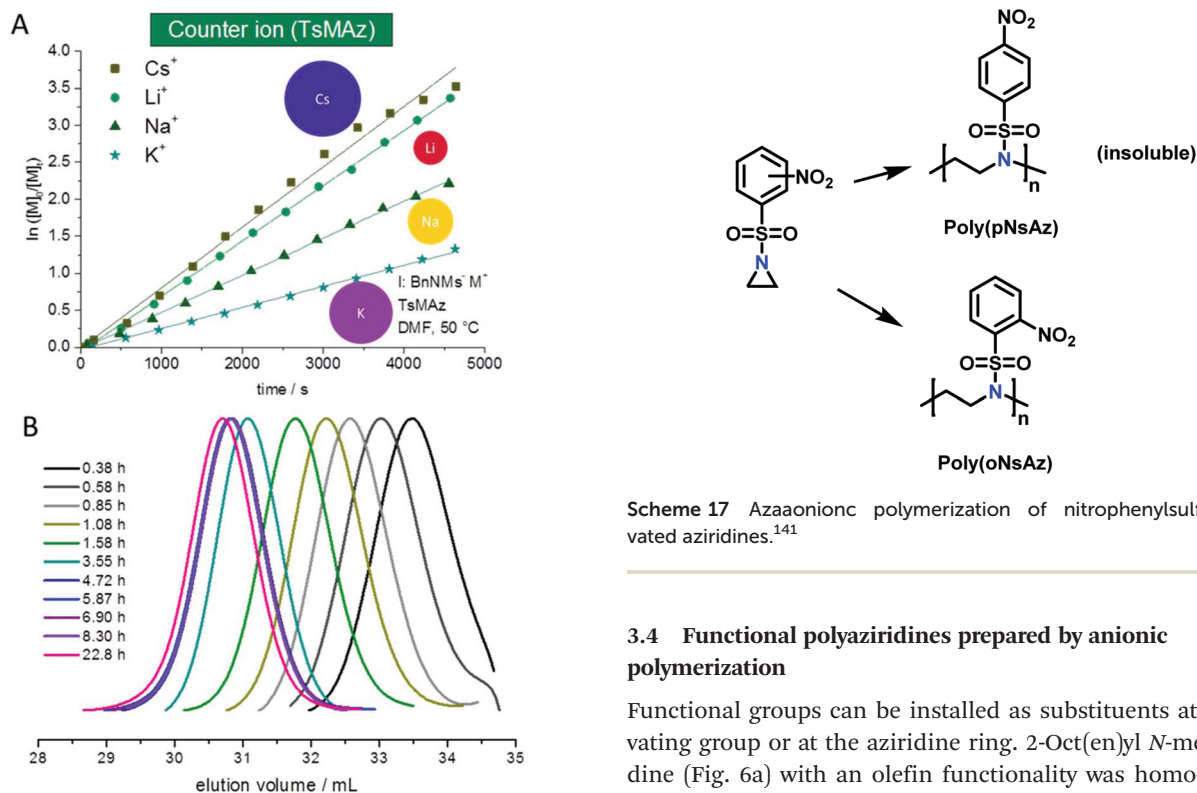 A
Counter ion (TsMAz)
ln ([M]₀/[M]ₜ)
4.0
3.5
3.0
2.5
2.0
1.5
1.0
0.5
0.0
Cs⁺
Li⁺
Na⁺
K⁺
Cs
Li
Na
K
I: BnNMs⁻ M⁺
TsMAz
DMF, 50 °C
0 1000 2000 3000 4000 5000
time / s
B
0.38 h
0.58 h
0.85 h
1.08 h
1.58 h
3.55 h
4.72 h
5.87 h
6.90 h
8.30 h
22.8 h
28 29 30 31 32 33 34 35
elution volume / mL
NO₂
O=S=O
N
NO₂
O=S=O
N
n
(insoluble)
Poly(pNsAz)
NO₂
O=S=O
N
n
Poly(oNsAz)
Scheme 17 Azaaonionc polymerization of nitrophenylsulf
vated aziridines.¹⁴¹
3.4 Functional polyaziridines prepared by anionic
polymerization
Functional groups can be installed as substituents at
vating group or at the aziridine ring. 2-Oct(en)yl N-me
dine (Fig. 6a) with an olefin functionality was homo